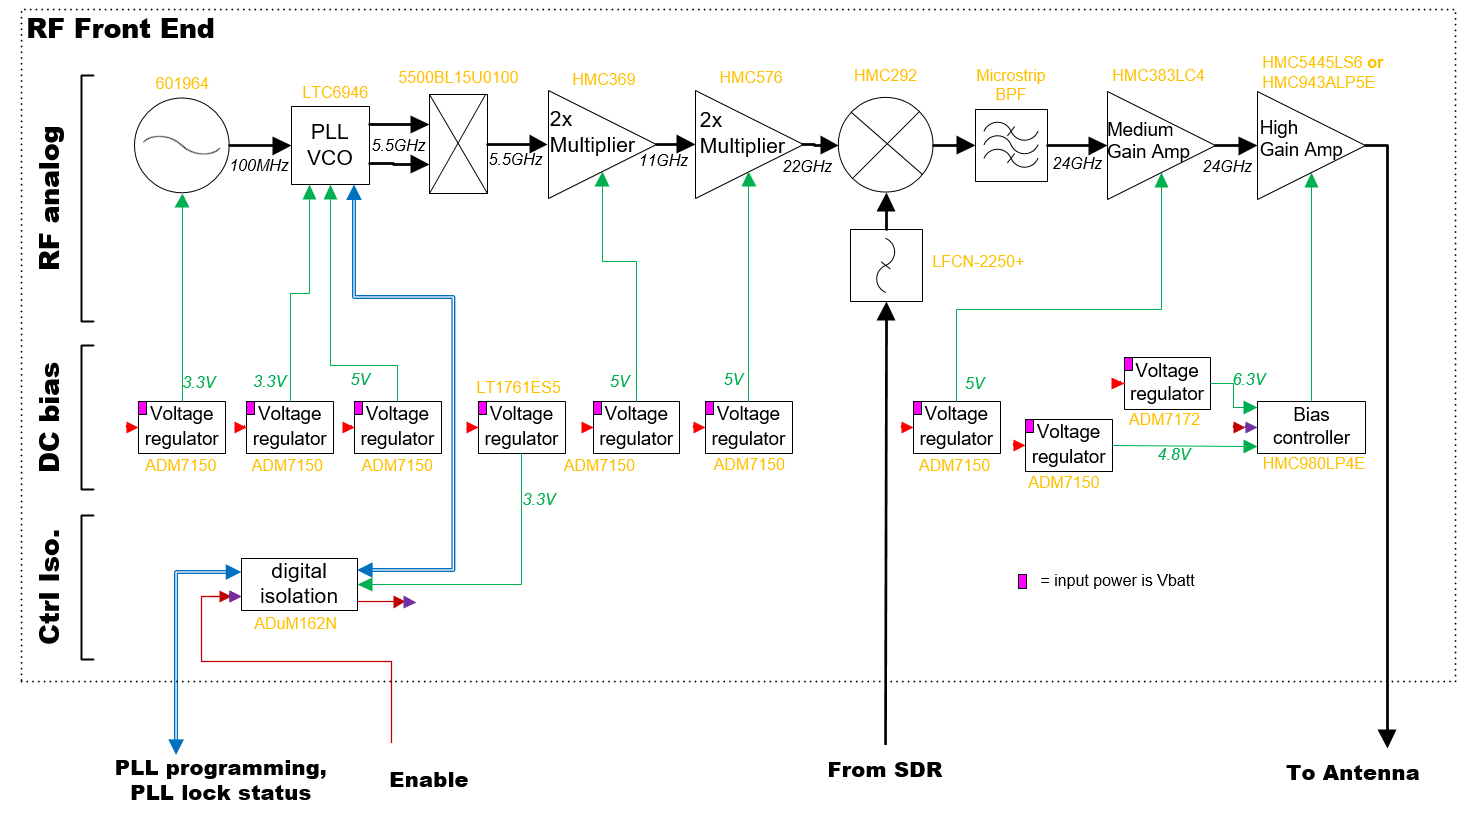 RF Front End
RF analog
DC bias
Ctrl Iso.
601964
LTC6946
5500BL15U0100
HMC369
HMC576
HMC292
Microstrip
BPF
HMC383LC4
HMC5445LS6 or
HMC943ALP5E
100MHz
PLL
VCO
5.5GHz
5.5GHz
2x
Multiplier
11GHz
2x
Multiplier
22GHz
24GHz
Medium
Gain Amp
24GHz
High
Gain Amp
LFCN-2250+
3.3V
3.3V
5V
LT1761ES5
5V
5V
5V
6.3V
4.8V
Voltage
regulator
ADM7150
Voltage
regulator
ADM7150
Voltage
regulator
ADM7150
Voltage
regulator
3.3V
Voltage
regulator
ADM7150
Voltage
regulator
ADM7150
Voltage
regulator
ADM7150
Voltage
regulator
ADM7150
Voltage
regulator
ADM7172
Bias
controller
HMC980LP4E
digital
isolation
ADuM162N
= input power is Vbatt
PLL programming,
PLL lock status
Enable
From SDR
To Antenna